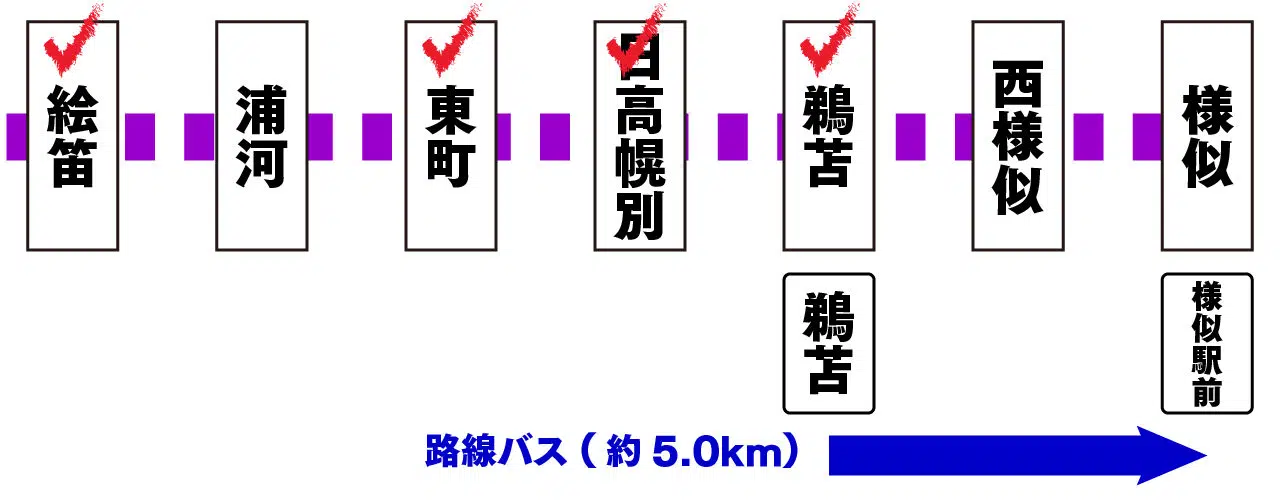 絵笛
浦河
東町
日高幌別
鵜苫
西様似
様似
鵜苫
様似駅前
路線バス（約5.0km）